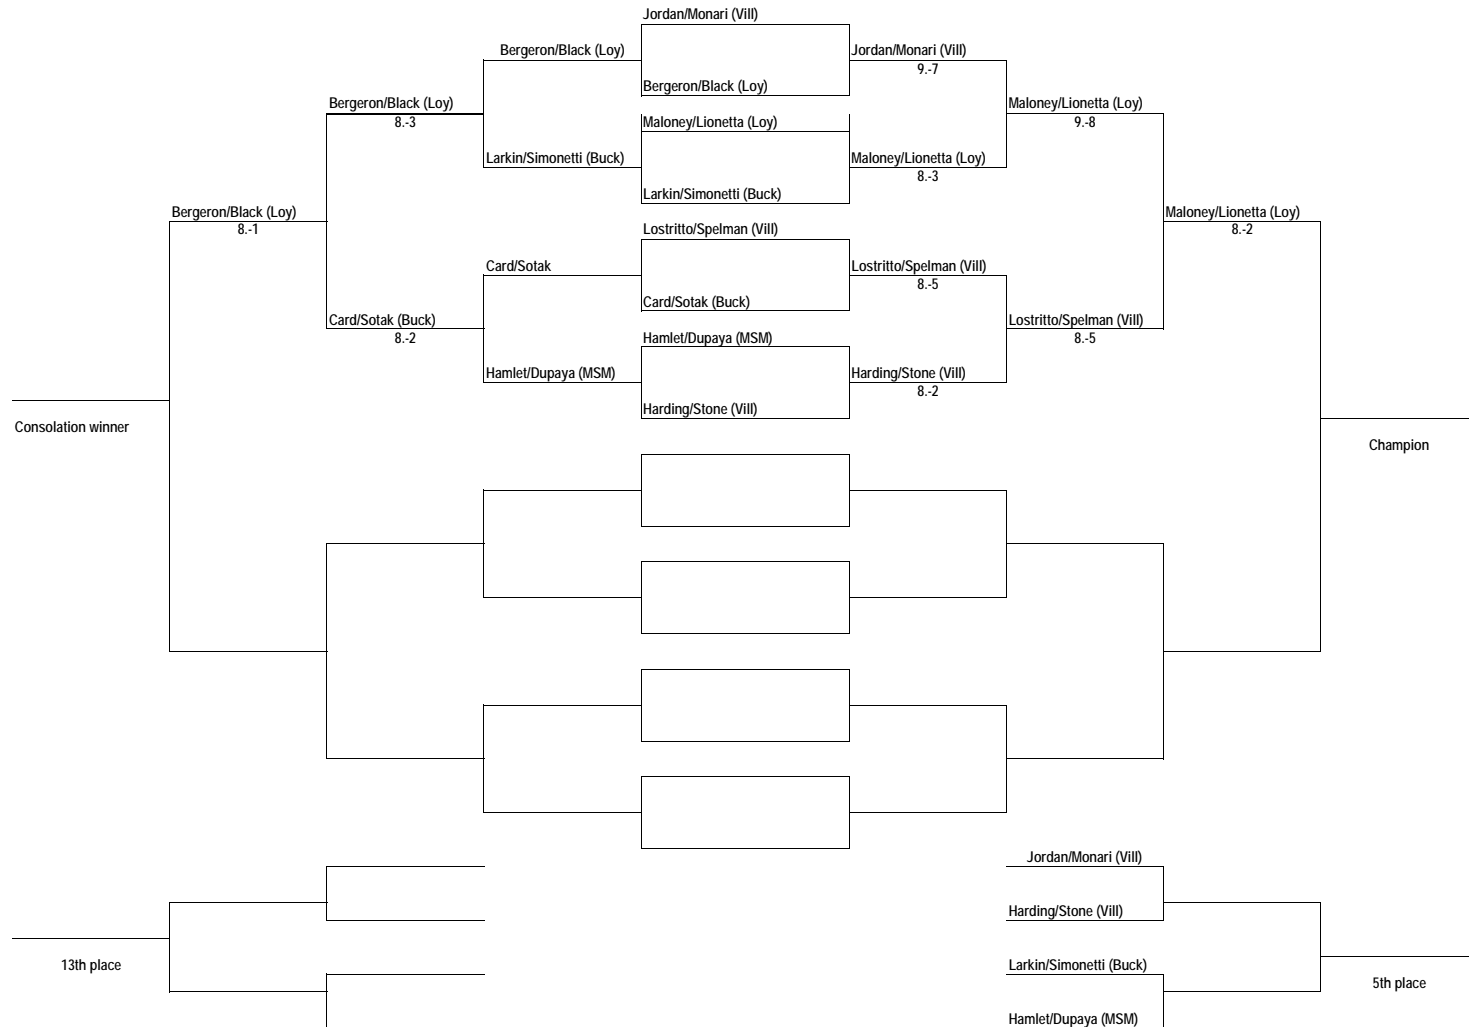 Jordan/Monari (Vill)
Bergeron/Black (Loy)
Jordan/Monari (Vill)
9.-7
Bergeron/Black (Loy)
Bergeron/Black (Loy)
8.-3
Maloney/Lionetta (Loy)
9.-8
Maloney/Lionetta (Loy)
Larkin/Simonetti (Buck)
Maloney/Lionetta (Loy)
8.-3
Larkin/Simonetti (Buck)
Bergeron/Black (Loy)
8.-1
Maloney/Lionetta (Loy)
8.-2
Lostritto/Spelman (Vill)
Card/Sotak
Lostritto/Spelman (Vill)
8.-5
Card/Sotak (Buck)
Card/Sotak (Buck)
8.-2
Lostritto/Spelman (Vill)
8.-5
Hamlet/Dupaya (MSM)
Hamlet/Dupaya (MSM)
Harding/Stone (Vill)
8.-2
Harding/Stone (Vill)
Consolation winner
Champion
Jordan/Monari (Vill)
Harding/Stone (Vill)
13th place
Larkin/Simonetti (Buck)
5th place
Hamlet/Dupaya (MSM)